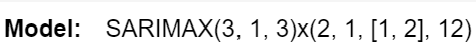 Model: SARIMAX(3, 1, 3)x(2, 1, [1, 2], 12)